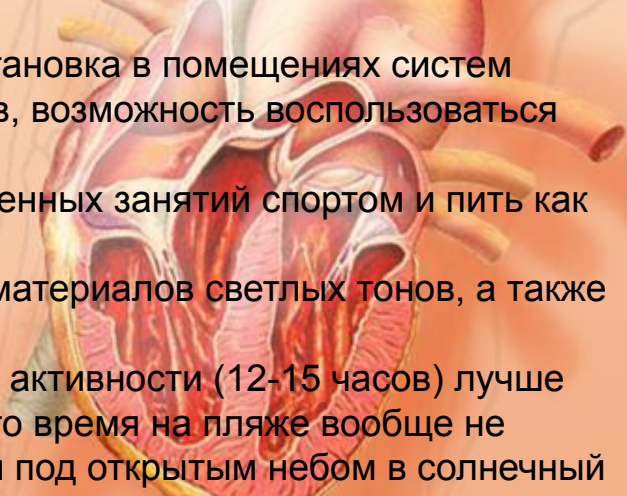 тановка в помещениях систем
в, возможность воспользоваться
енных занятий спортом и пить как
материалов светлых тонов, а также
активности (12-15 часов) лучше
то время на пляже вообще не
под открытым небом в солнечный